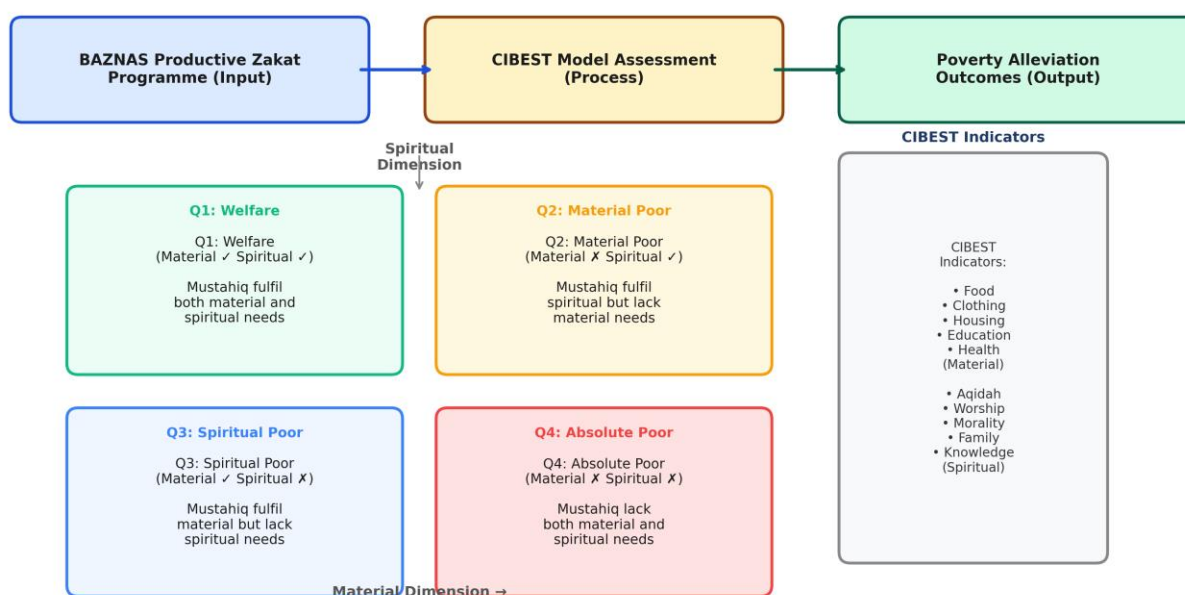 BAZNAS Productive Zakat
Programme (Input)
CIBEST Model Assessment
(Process)
Poverty Alleviation
Outcomes (Output)
Spiritual
Dimension
CIBEST Indicators
Q1: Welfare
Q1: Welfare
(Material ✓ Spiritual ✓)
Mustahiq fulfil
both material and
spiritual needs
Q2: Material Poor
Q2: Material Poor
(Material ✗ Spiritual ✓)
Mustahiq fulfil
spiritual but lack
material needs
CIBEST
Indicators:
• Food
• Clothing
• Housing
• Education
• Health
(Material)
• Aqidah
• Worship
• Morality
• Family
• Knowledge
(Spiritual)
Q3: Spiritual Poor
Q3: Spiritual Poor
(Material ✓ Spiritual ✗)
Mustahiq fulfil
material but lack
spiritual needs
Q4: Absolute Poor
Q4: Absolute Poor
(Material ✗ Spiritual ✗)
Mustahiq lack
both material and
spiritual needs
Material Dimension →